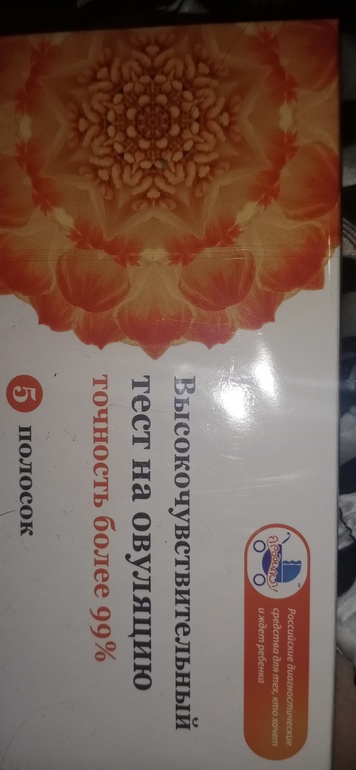 Российские диагностические
средства для тех, кто хочет
и ждет ребенка
Высокочувствительный
тест на овуляцию
точность более 99%
5 полосок